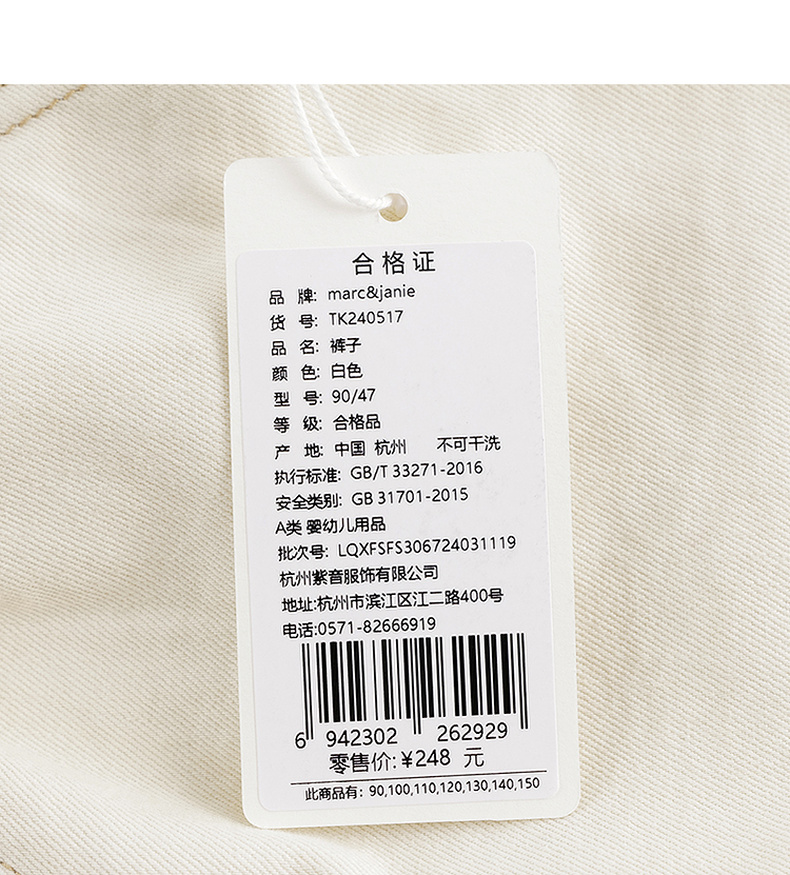 合格证
品 牌: marc&janie
货 号: TK240517
品 名: 裤子
颜 色: 白色
型 号: 90/47
等 级: 合格品
产 地: 中国 杭州 不可干洗
执行标准: GB/T 33271-2016
安全类别: GB 31701-2015
A类 婴幼儿用品
批次号: LQXFSFS306724031119
杭州紫音服饰有限公司
地址:杭州市滨江区江二路400号
电话:0571-82666919
6 942302 262929
零售价:¥248 元
此商品有: 90,100,110,120,130,140,150